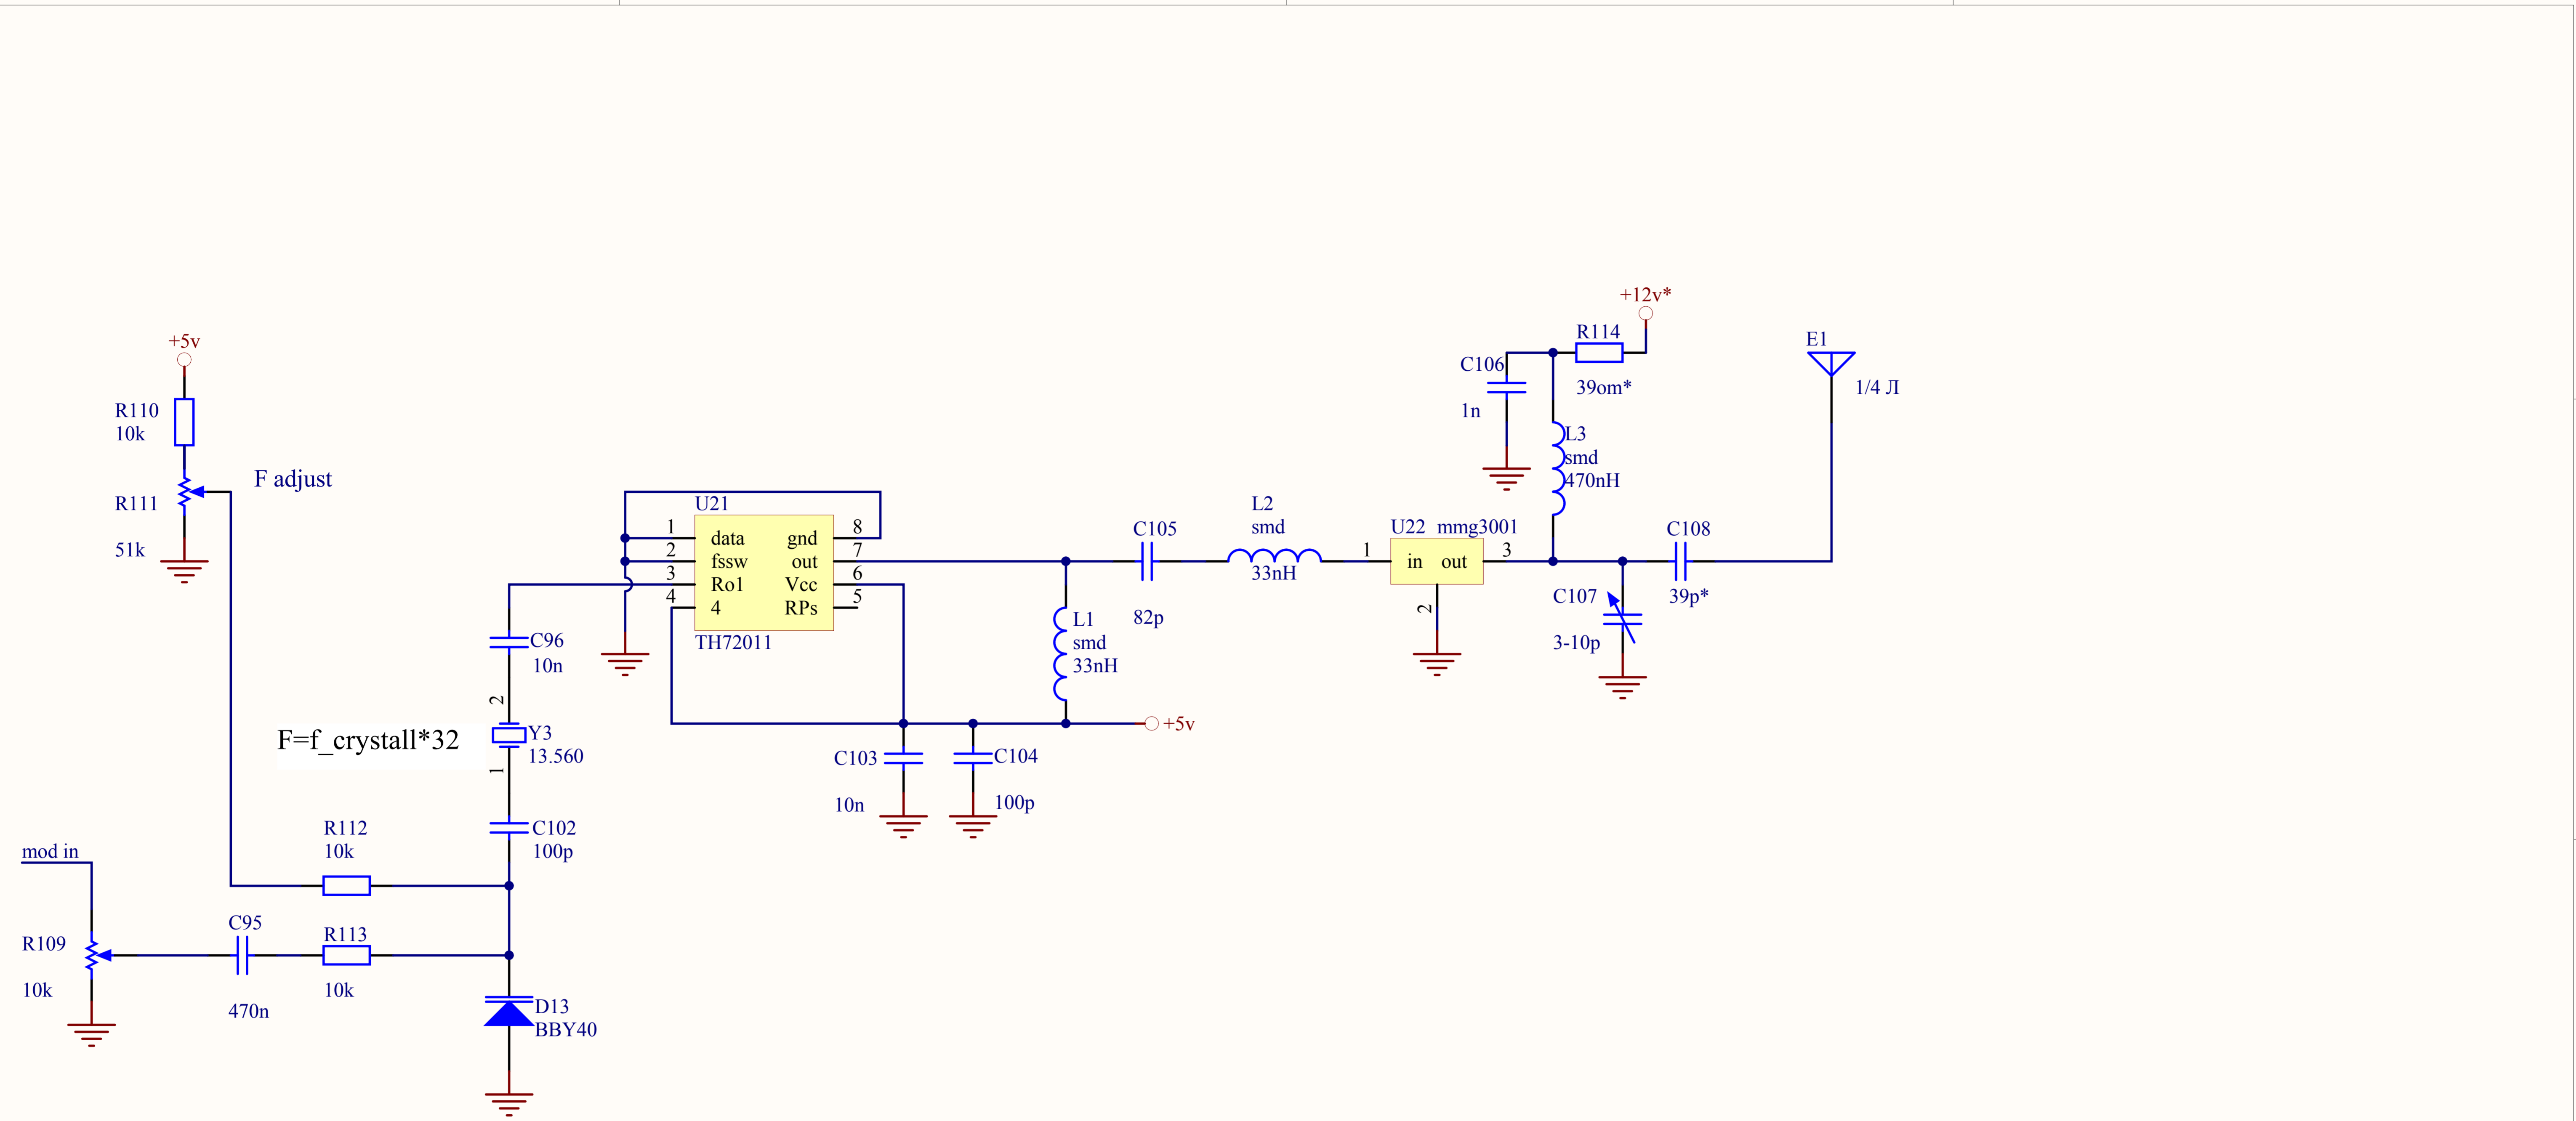 +12v*
R114
39om*
C106
1n
L3
smd
470nH
E1
1/4 Л
+5v
R110
10k
R111
51k
F adjust
U21
1
2
3
4
data
fssw
Ro1
4
gnd
out
Vcc
RPs
8
7
6
5
TH72011
C105
82p
L2
smd
33nH
L1
smd
33nH
U22 mmg3001
1
in out
3
2
C108
39p*
C107
3-10p
C96
10n
2
Y3
13.560
1
F=f_crystall*32
+5v
C103
10n
C104
100p
C102
100p
R112
10k
mod in
R109
10k
C95
470n
R113
10k
D13
BBY40